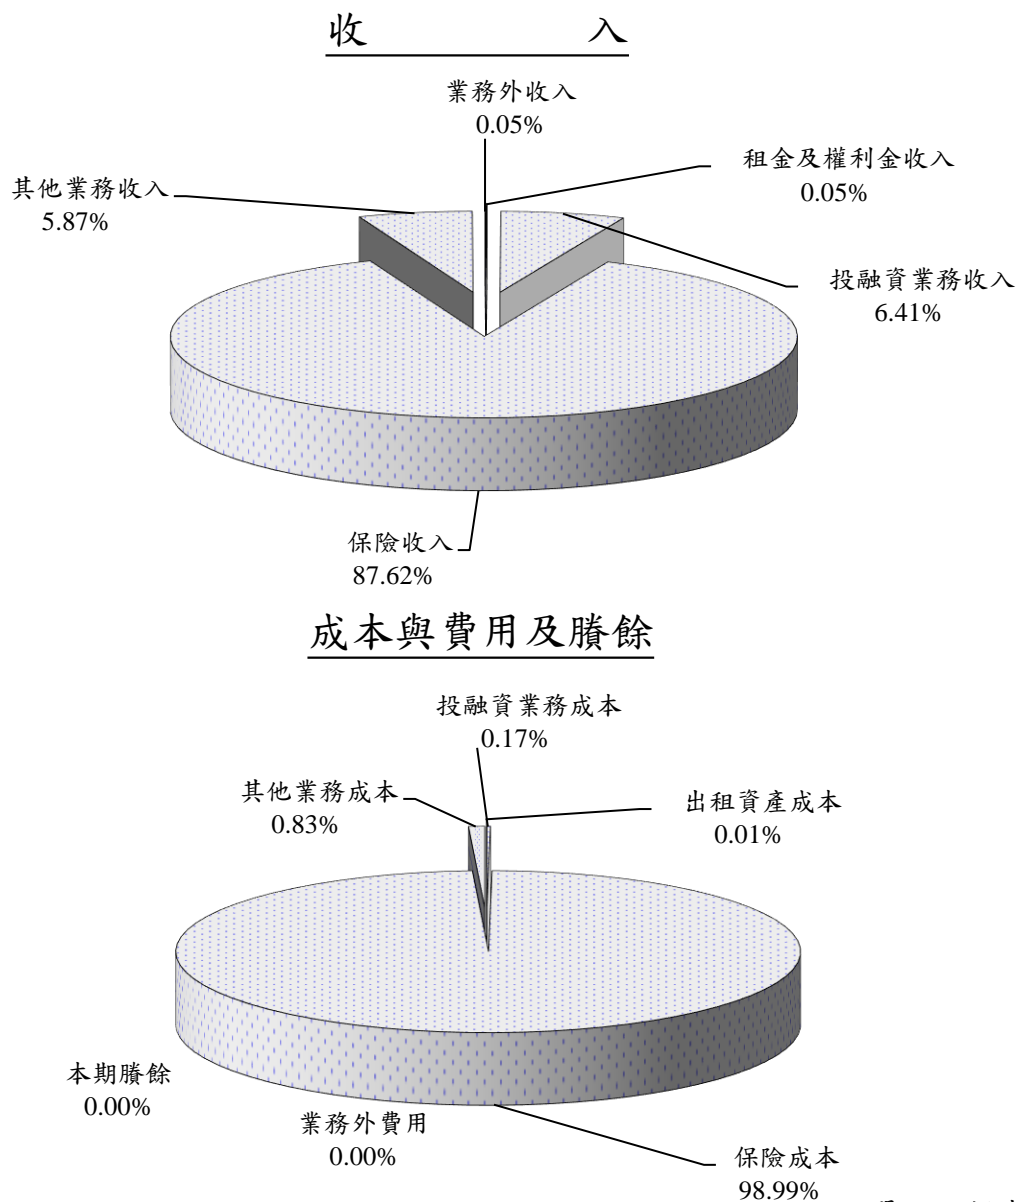 收 入
業務外收入
0.05%
租金及權利金收入
0.05%
其他業務收入
5.87%
投融資業務收入
6.41%
保險收入
87.62%
成本與費用及賸餘
投融資業務成本
0.17%
其他業務成本
0.83%
出租資產成本
0.01%
本期賸餘
0.00%
業務外費用
0.00%
保險成本
98.99%